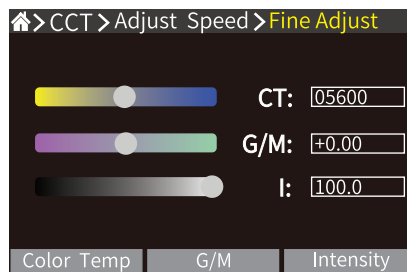 >CCT>Adjust Speed>Fine Adjust
CT: 05600
G/M: +0.00
I: 100.0
Color Temp G/M Intensity